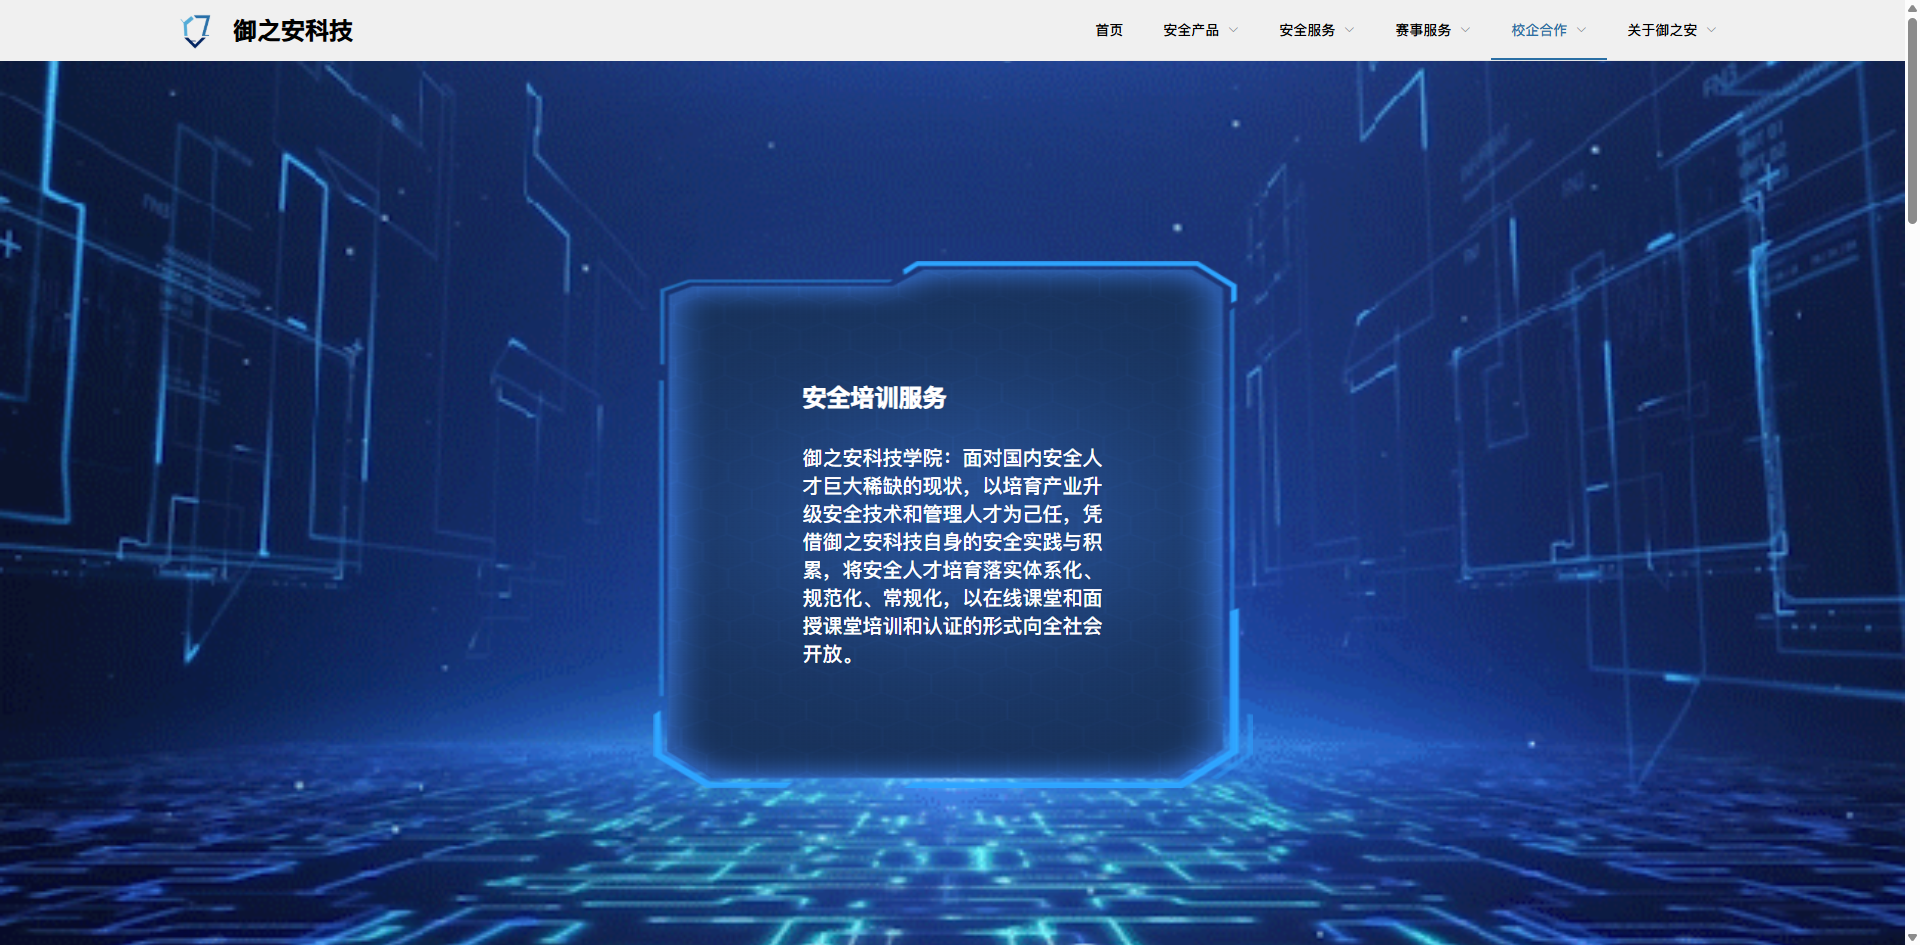 御之安科技
首页
安全产品
安全服务
赛事服务
校企合作
关于御之安
安全培训服务
御之安科技学院：面对国内安全人
才巨大稀缺的现状，以培育产业升
级安全技术和管理人才为己任，凭
借御之安科技自身的安全实践与积
累，将安全人才培育落实体系化、
规范化、常规化，以在线课堂和面
授课堂培训和认证的形式向全社会
开放。